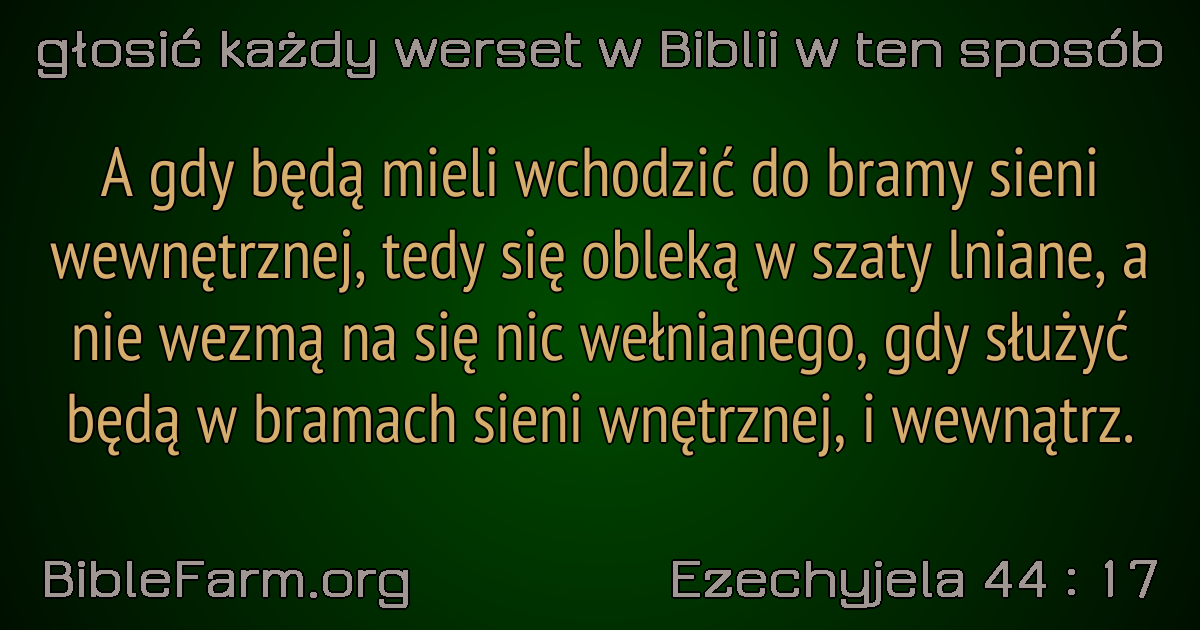 głosić każdy werset w Biblii w ten sposób
A gdy będą mieli wchodzić do bramy sieni
wewnętrznej, tedy się obleką w szaty lniane, a
nie wezmą na się nic wełnianego, gdy służyć
będą w bramach sieni wnętrznej, i wewnątrz.
BibleFarm.org
Ezechyjela 44 : 17